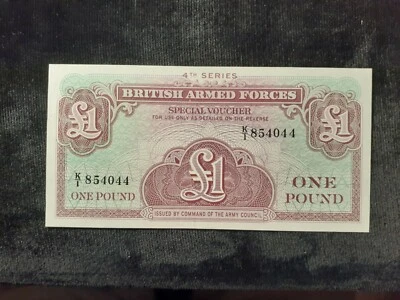 4TH SERIES
BRITISH ARMED FORCES
SPECIAL VOUCHER
FOR USE ONLY AS DETAILED ON THE REVERSE
£1
£1
K/1 854044
£1
K/1 854044
ONE POUND
ONE
POUND
ISSUED BY COMMAND OF THE ARMY COUNCIL